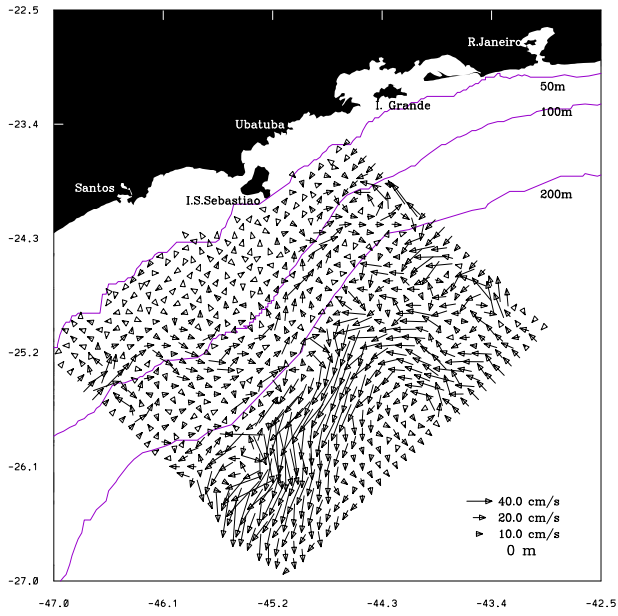 -22.5
R.Janeiro
50m
I. Grande
100m
-23.4
Ubatuba
Santos
200m
I.S.Sebastiao
-24.3
-25.2
-26.1
40.0 cm/s
20.0 cm/s
10.0 cm/s
0 m
-27.0
-47.0 -46.1 -45.2 -44.3 -43.4 -42.5